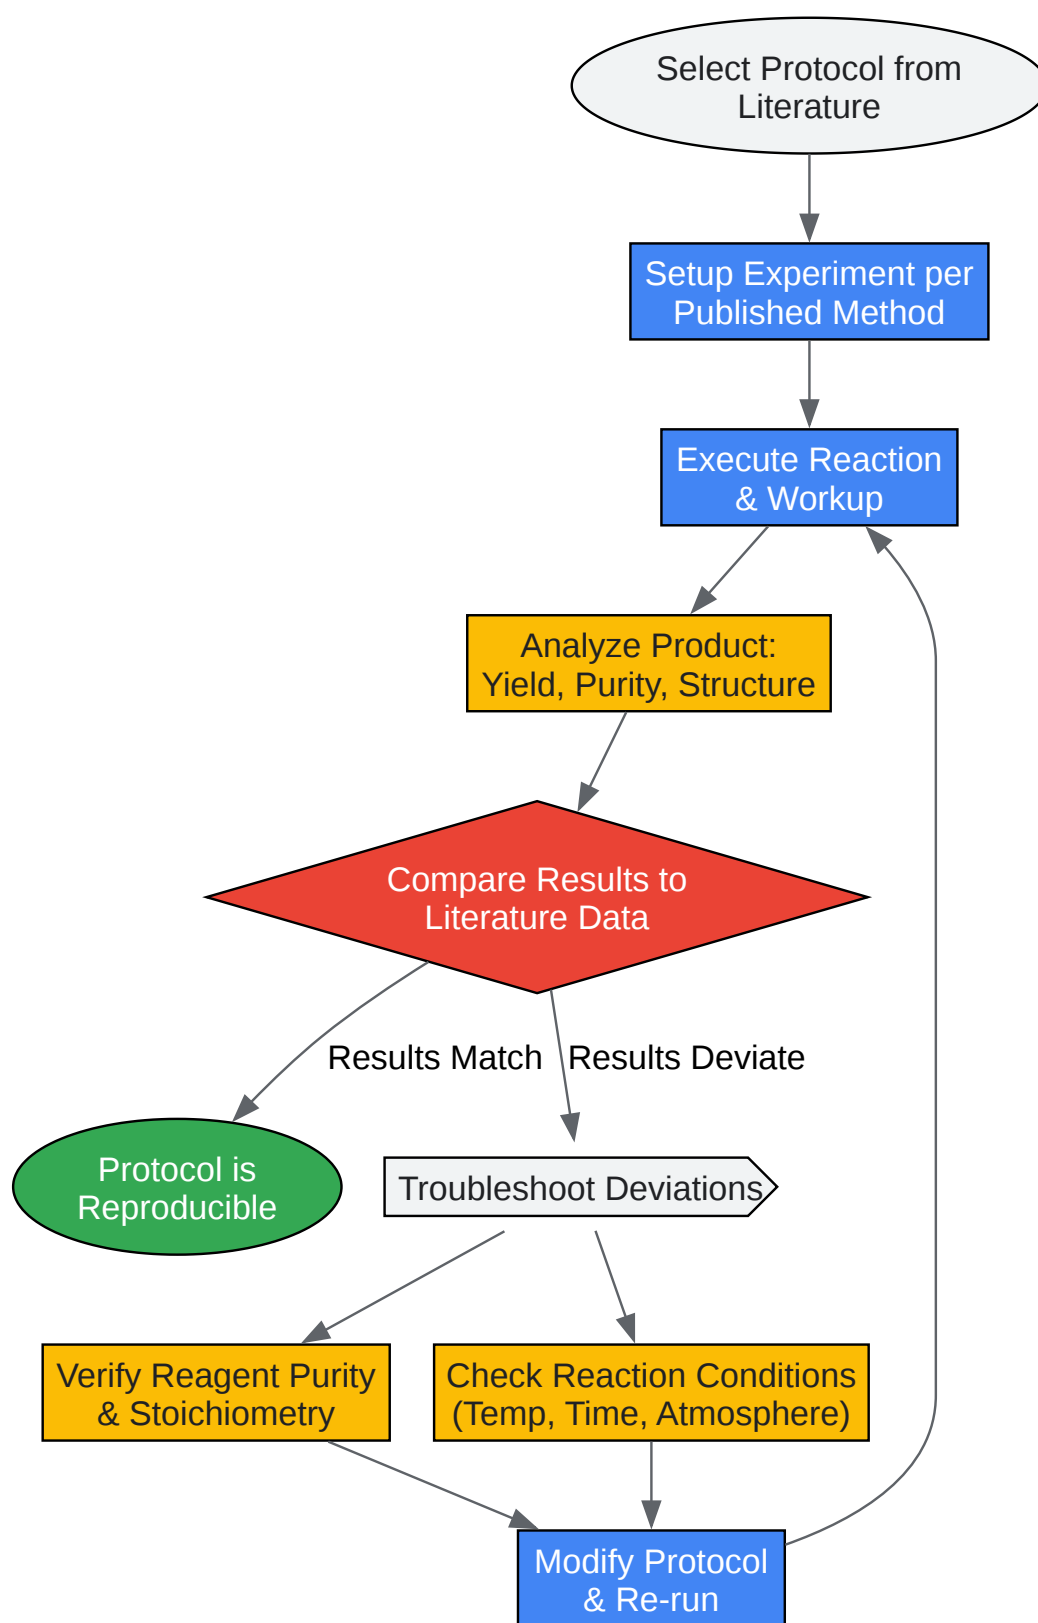 Select Protocol from
Literature
Setup Experiment per
Published Method
Execute Reaction
& Workup
Analyze Product:
Yield, Purity, Structure
Compare Results to
Literature Data
Results Match
Results Deviate
Protocol is
Reproducible
Troubleshoot Deviations
Verify Reagent Purity
& Stoichiometry
Check Reaction Conditions
(Temp, Time, Atmosphere)
Modify Protocol
& Re-run